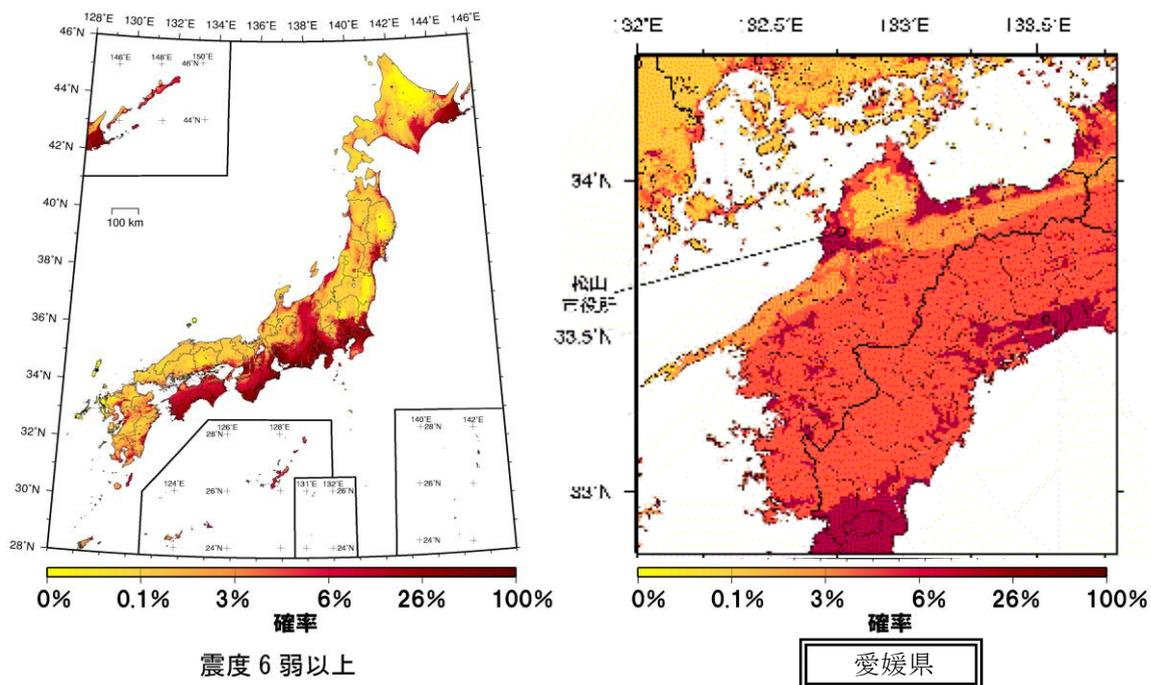 128°E 130°E 132°E 134°E 136°E 138°E 140°E 142°E 144°E 146°E
46°N
44°N
42°N
40°N
38°N
36°N
34°N
32°N
30°N
28°N
146°E 148°E 150°E
46°N
44°N
100 km
126°E 128°E
28°N
124°E
26°N
24°N
131°E 132°E
26°N
24°N
140°E 142°E
28°N
26°N
24°N
0% 0.1% 3% 6% 26% 100%
確率
震度 6 弱以上
132°E 132.5°E 133°E 133.5°E
34°N
松山
市役所
33.5°N
33°N
0% 0.1% 3% 6% 26% 100%
確率
愛媛県